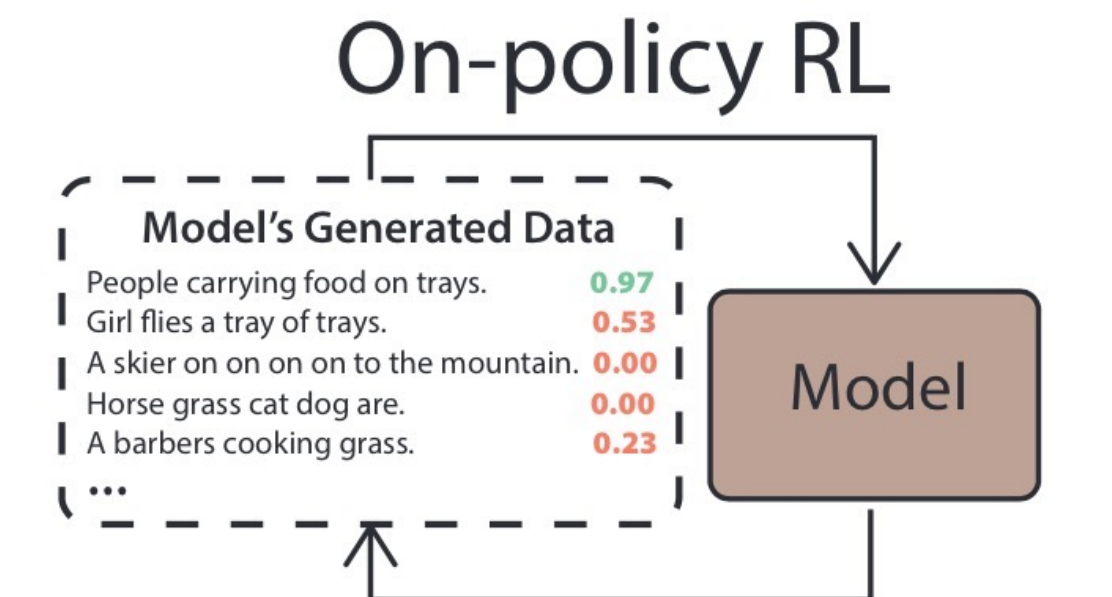 On-policy RL
Model’s Generated Data
People carrying food on trays. 0.97
Girl flies a tray of trays. 0.53
A skier on on on on to the mountain. 0.00
Horse grass cat dog are. 0.00
A barbers cooking grass. 0.23
...
Model